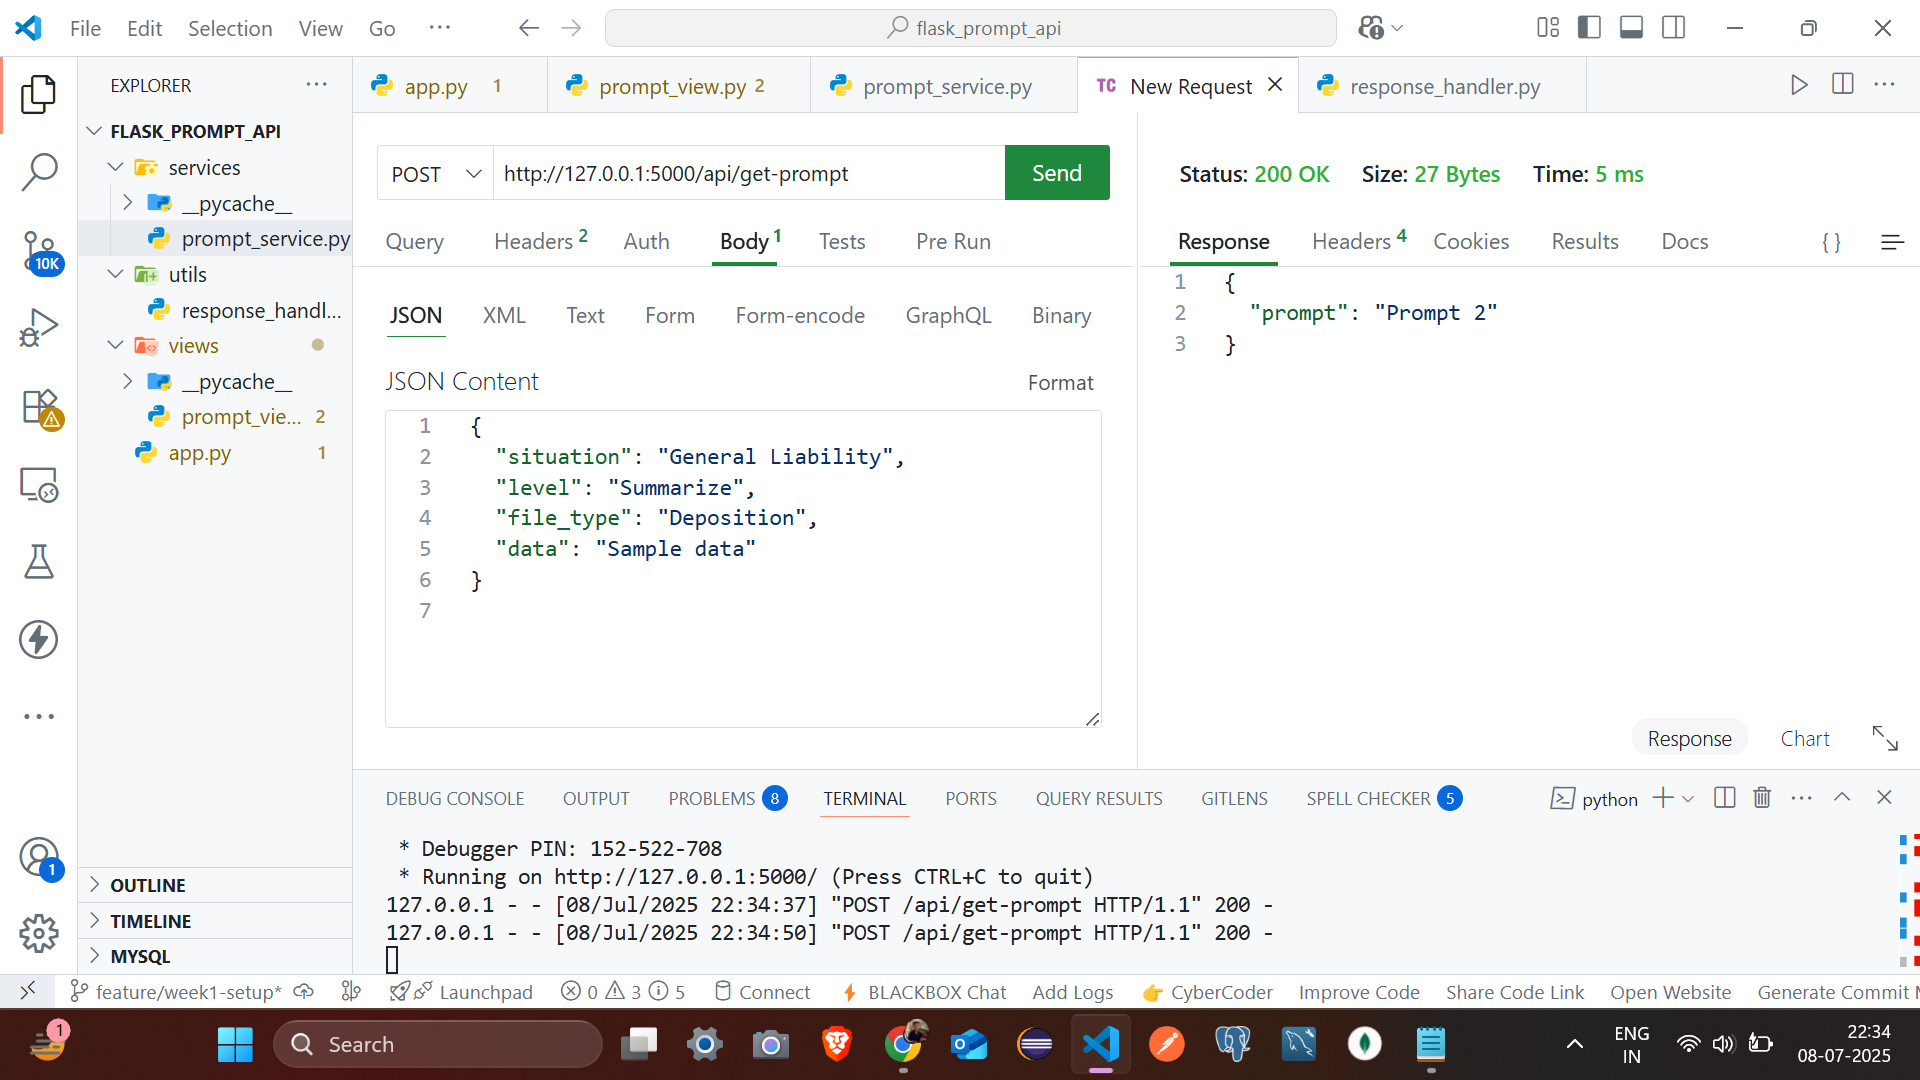 File Edit Selection View Go ··· flask_prompt_api
EXPLORER ···
FLASK_PROMPT_API
services
__pycache__
prompt_service.py
utils
response_handl...
views
__pycache__
prompt_vie... 2
app.py 1
OUTLINE
TIMELINE
MYSQL
10K
1
app.py 1 prompt_view.py 2 prompt_service.py TC New Request response_handler.py ···
POST http://127.0.0.1:5000/api/get-prompt Send
Query Headers 2 Auth Body 1 Tests Pre Run
JSON XML Text Form Form-encode GraphQL Binary
JSON Content Format
1 {
2 "situation": "General Liability",
3 "level": "Summarize",
4 "file_type": "Deposition",
5 "data": "Sample data"
6 }
7
Status: 200 OK Size: 27 Bytes Time: 5 ms
Response Headers 4 Cookies Results Docs { }
1 {
2 "prompt": "Prompt 2"
3 }
Response Chart
DEBUG CONSOLE OUTPUT PROBLEMS 8 TERMINAL PORTS QUERY RESULTS GITLENS SPELL CHECKER 5 python ···
* Debugger PIN: 152-522-708
* Running on http://127.0.0.1:5000/ (Press CTRL+C to quit)
127.0.0.1 - - [08/Jul/2025 22:34:37] "POST /api/get-prompt HTTP/1.1" 200 -
127.0.0.1 - - [08/Jul/2025 22:34:50] "POST /api/get-prompt HTTP/1.1" 200 -
feature/week1-setup* Launchpad 0 3 5 Connect BLACKBOX Chat Add Logs CyberCoder Improve Code Share Code Link Open Website Generate Commit M
1 Search ENG 22:34
IN 08-07-2025